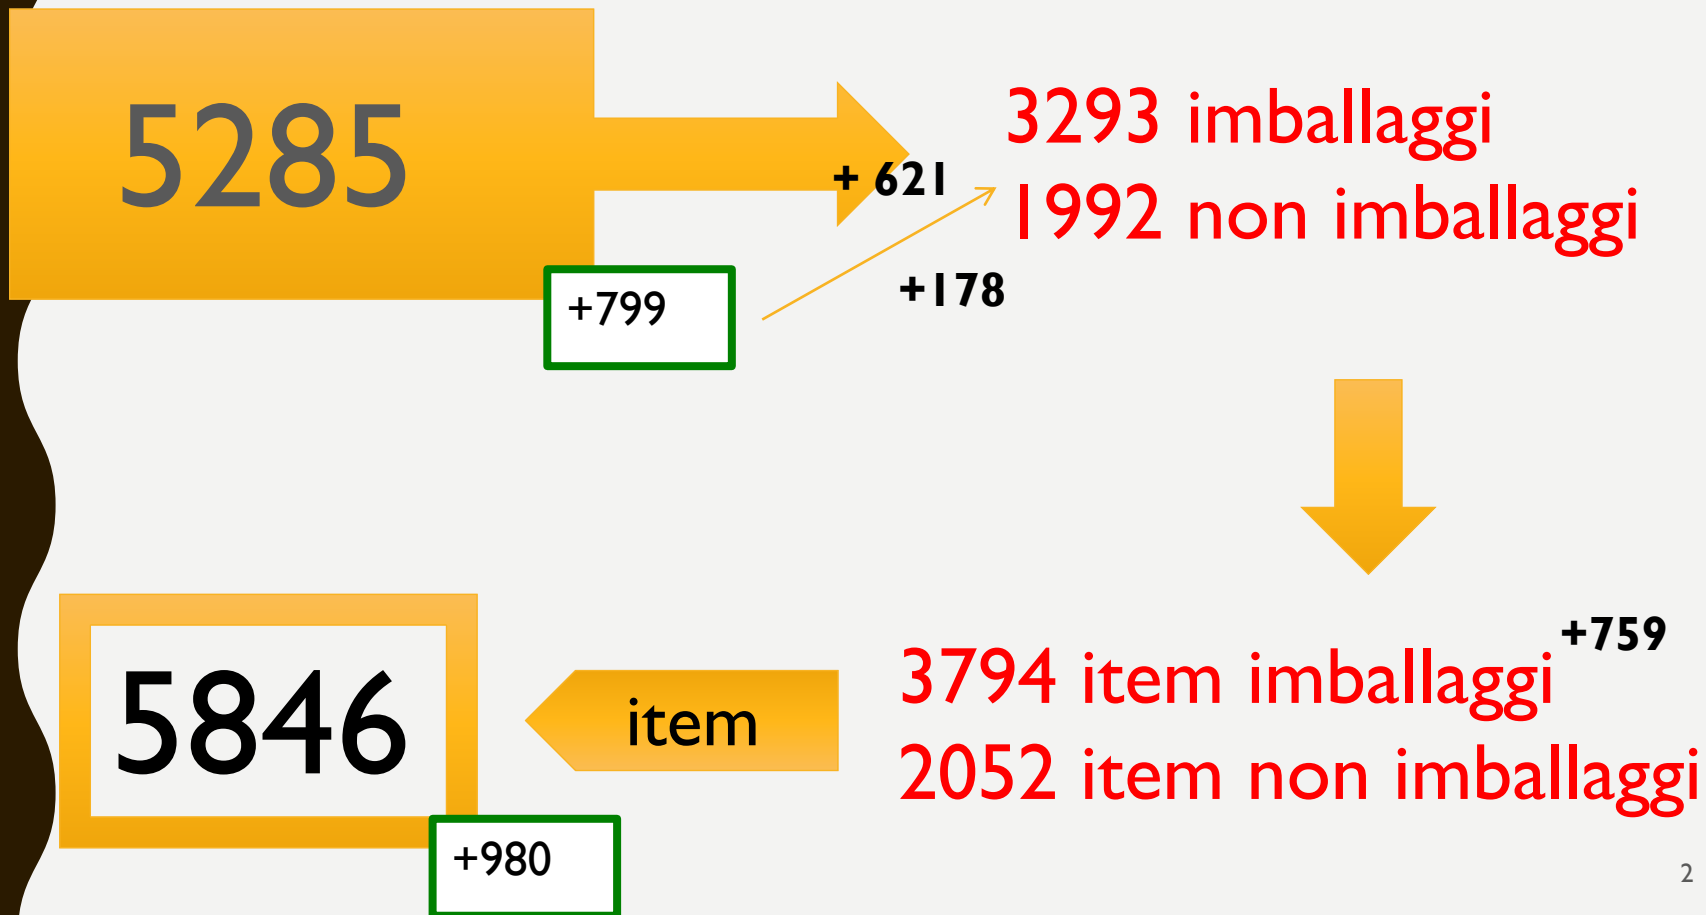 5285
3293 imballaggi
+ 621
1992 non imballaggi
+799
+178
+759
3794 item imballaggi
5846
item
2052 item non imballaggi
+980
2